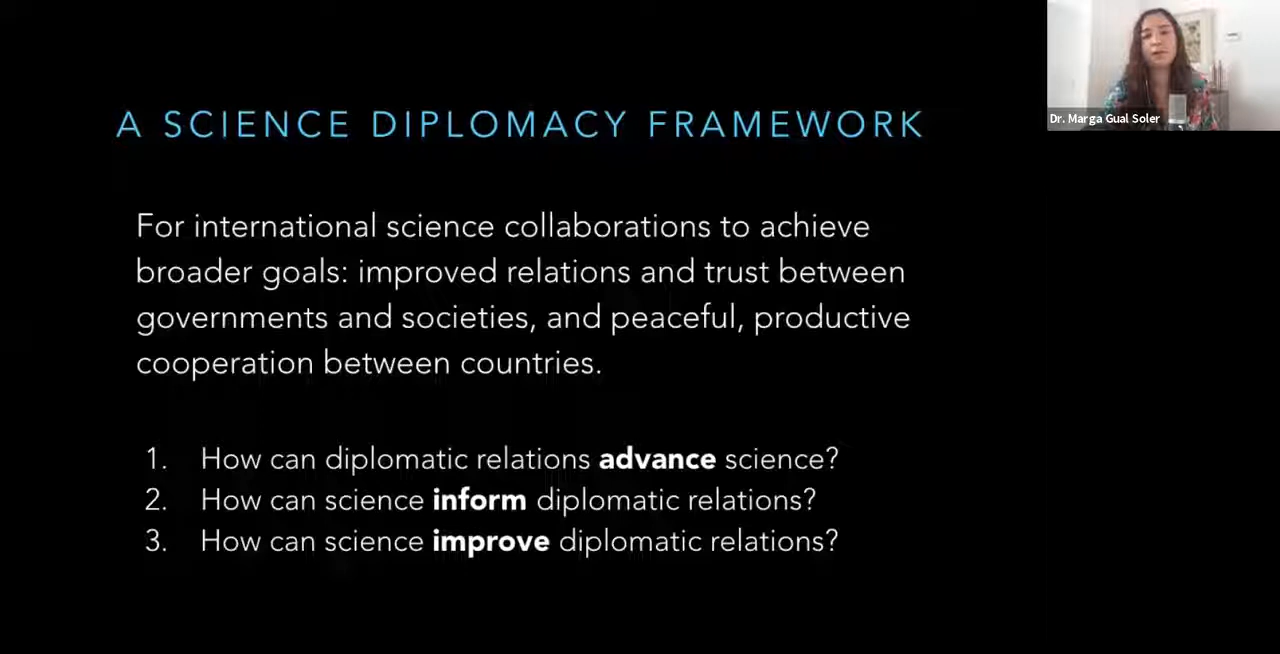 A SCIENCE DIPLOMACY FRAMEWORK
Dr. Marga Gual Soler
For international science collaborations to achieve
broader goals: improved relations and trust between
governments and societies, and peaceful, productive
cooperation between countries.
1. How can diplomatic relations advance science?
2. How can science inform diplomatic relations?
3. How can science improve diplomatic relations?